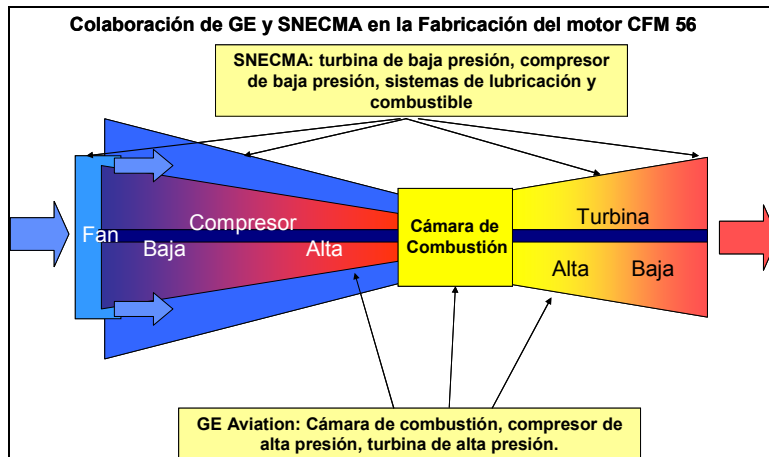 Colaboración de GE y SNECMA en la Fabricación del motor CFM 56
SNECMA: turbina de baja presión, compresor
de baja presión, sistemas de lubricación y
combustible
Fan
Compresor
Baja
Alta
Cámara de
Combustión
Turbina
Alta
Baja
GE Aviation: Cámara de combustión, compresor de
alta presión, turbina de alta presión.